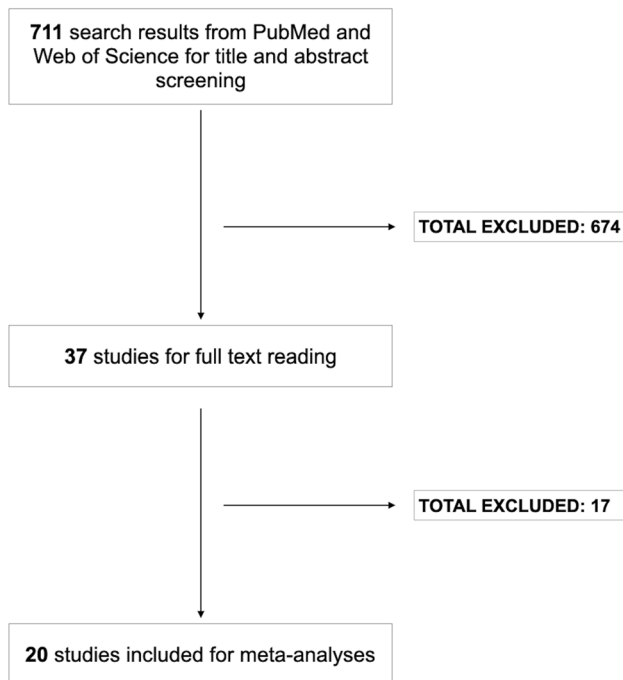 711 search results from PubMed and
Web of Science for title and abstract
screening
TOTAL EXCLUDED: 674
37 studies for full text reading
TOTAL EXCLUDED: 17
20 studies included for meta-analyses